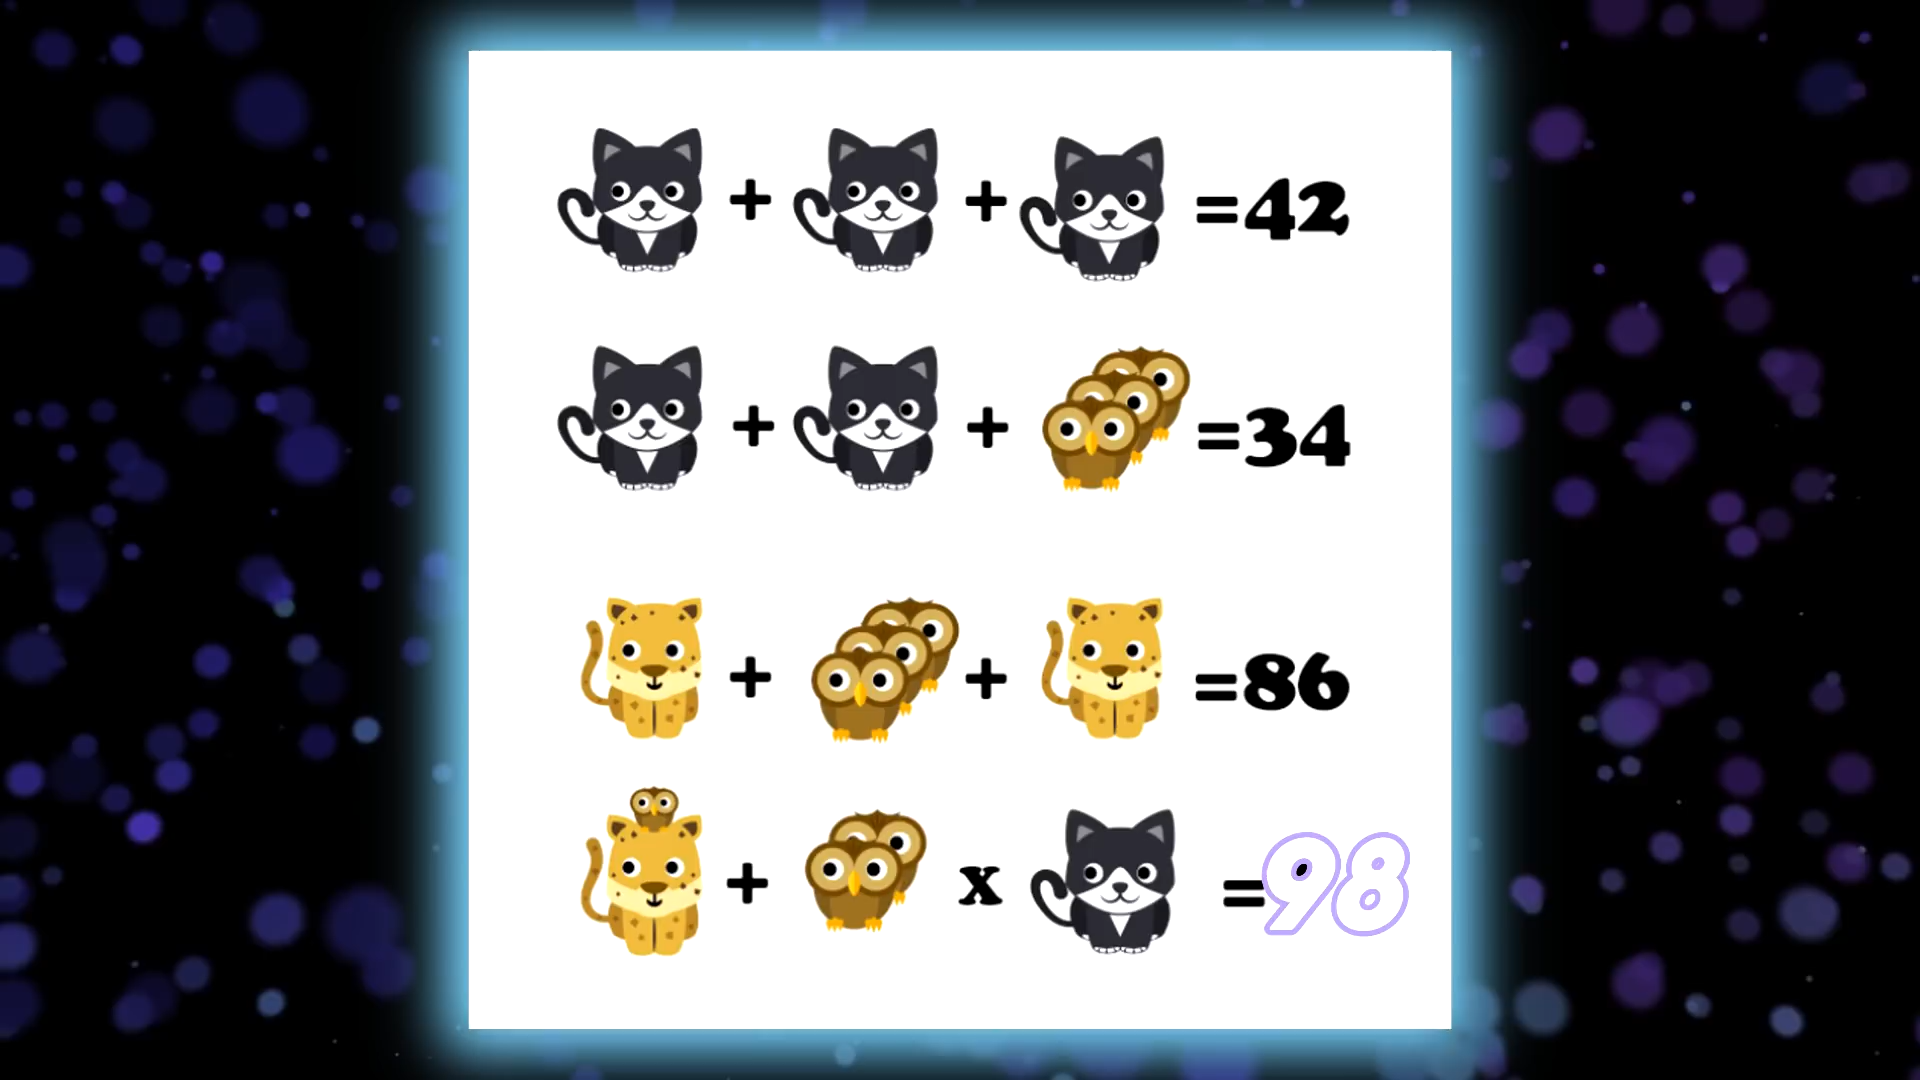 + + =42
+ + =34
+ + =86
+ x =98